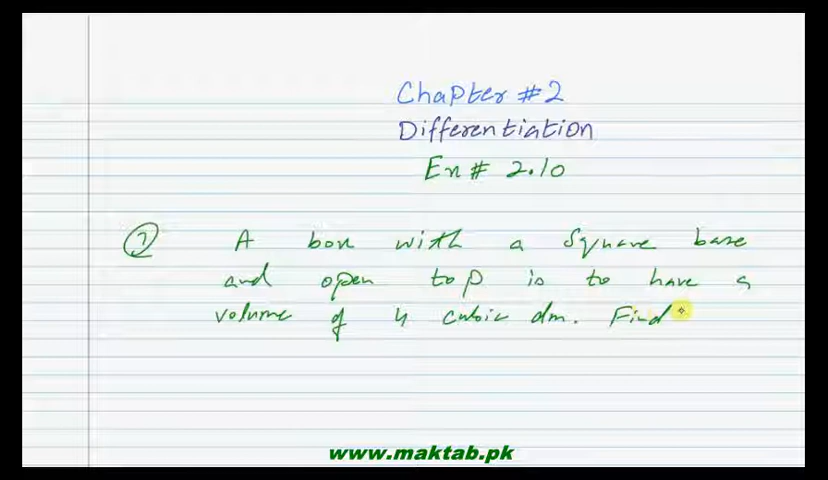 Chapter #2
Differentiation
Ex# 2.10
7 A box with a square base
and open top is to have a
volume of 4 cubic dm. Find
www.maktab.pk